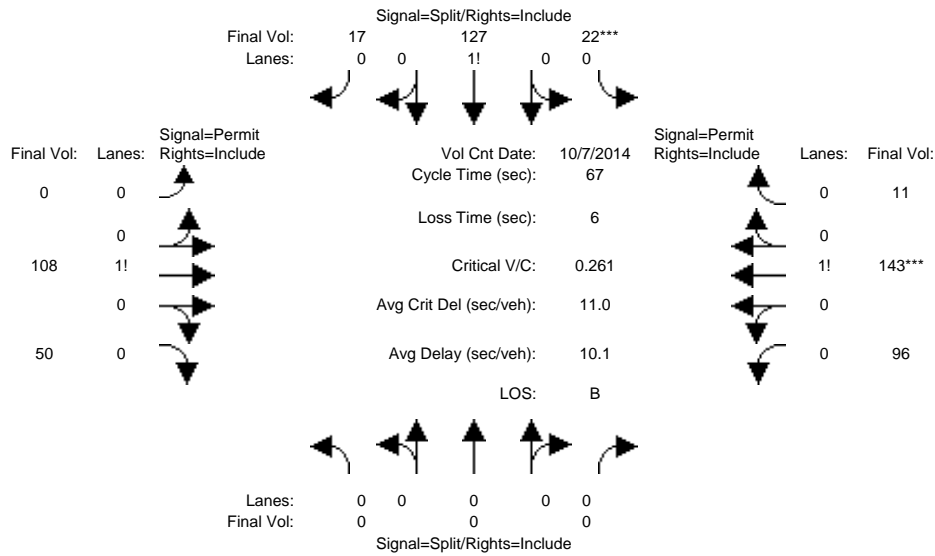 Signal=Split/Rights=Include
Final Vol: 17 127 22***
Lanes: 0 0 1! 0 0
Signal=Permit Signal=Permit
Final Vol: Lanes: Rights=Include Vol Cnt Date: 10/7/2014 Rights=Include Lanes: Final Vol:
Cycle Time (sec): 67
0 0 0 11
Loss Time (sec): 6
0 0
108 1! Critical V/C: 0.261 1! 143***
0 Avg Crit Del (sec/veh): 11.0 0
50 0 Avg Delay (sec/veh): 10.1 0 96
LOS: B
Lanes: 0 0 0 0 0
Final Vol: 0 0 0
Signal=Split/Rights=Include